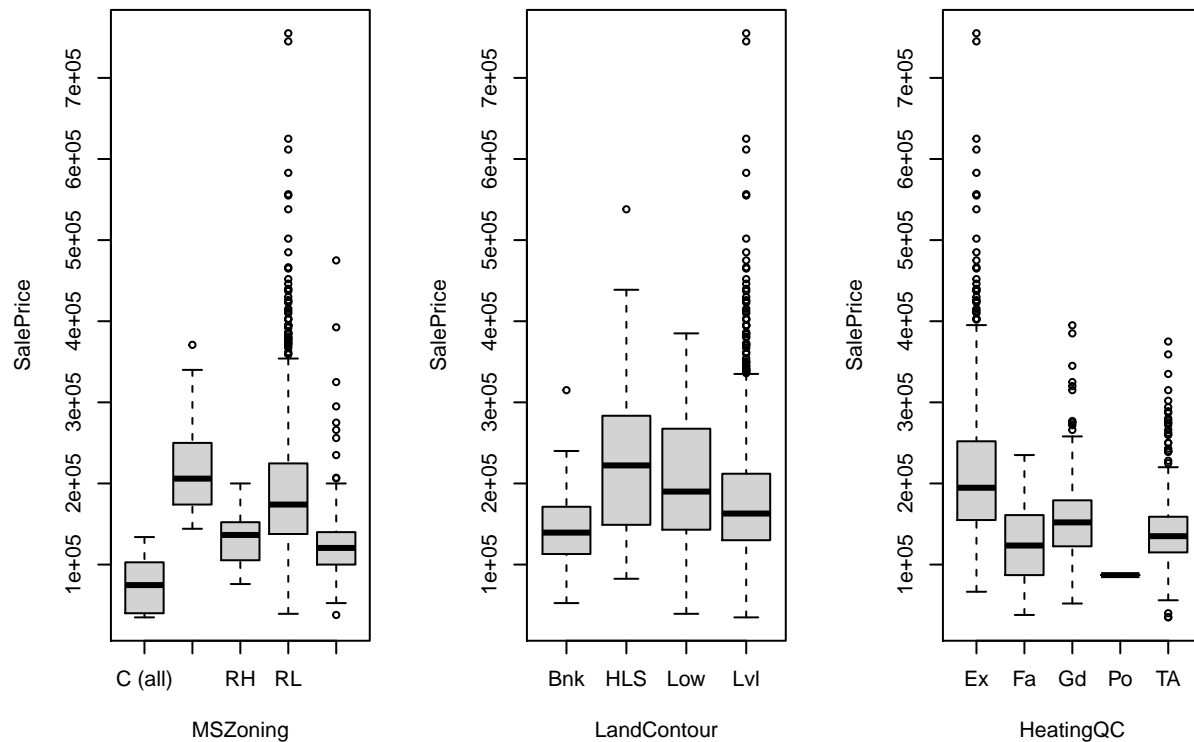 SalePrice
7e+05
6e+05
5e+05
4e+05
3e+05
2e+05
1e+05
C (all) RH RL
MSZoning
SalePrice
7e+05
6e+05
5e+05
4e+05
3e+05
2e+05
1e+05
Bnk HLS Low Lvl
LandContour
SalePrice
7e+05
6e+05
5e+05
4e+05
3e+05
2e+05
1e+05
Ex Fa Gd Po TA
HeatingQC